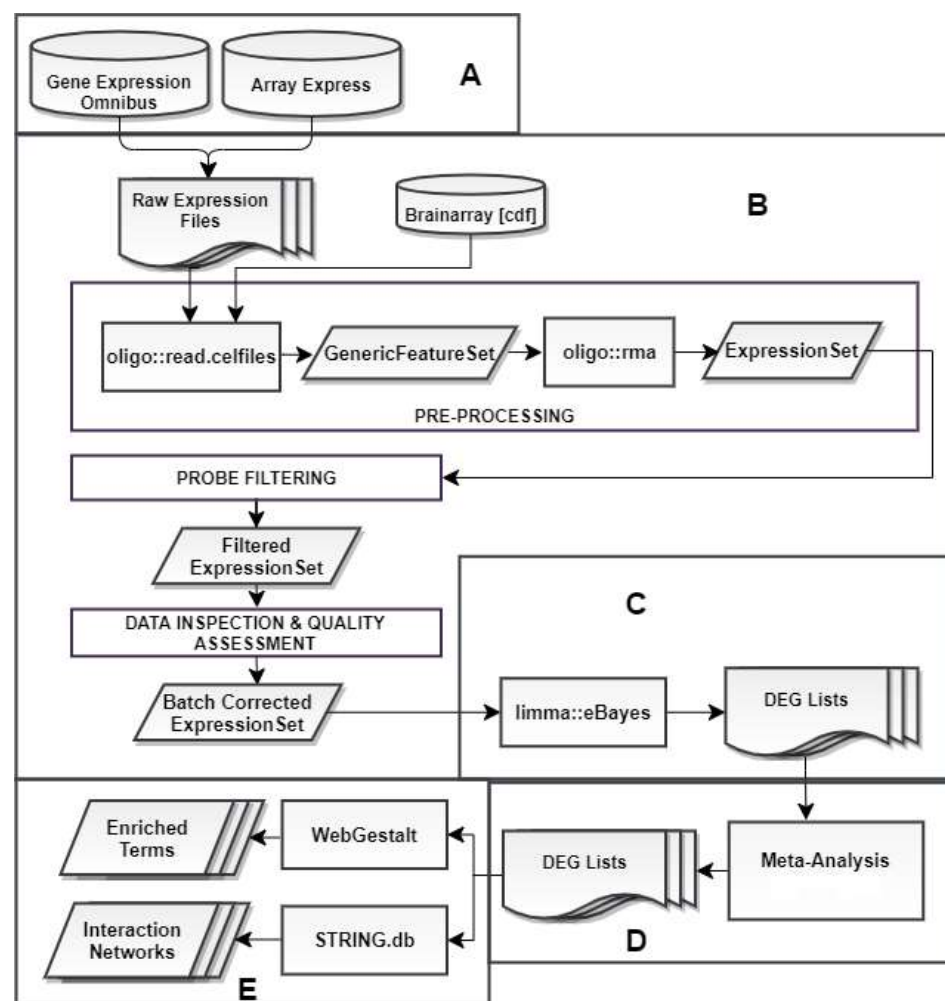 Gene Expression
Omnibus
Array Express
A
Raw Expression
Files
Brainarray [cdf]
B
oligo::read.celfiles
GenericFeatureSet
oligo::rma
ExpressionSet
PRE-PROCESSING
PROBE FILTERING
Filtered
ExpressionSet
DATA INSPECTION & QUALITY
ASSESSMENT
Batch Corrected
ExpressionSet
C
limma::eBayes
DEG Lists
Enriched
Terms
WebGestalt
DEG Lists
Meta-Analysis
Interaction
Networks
STRING.db
D
E